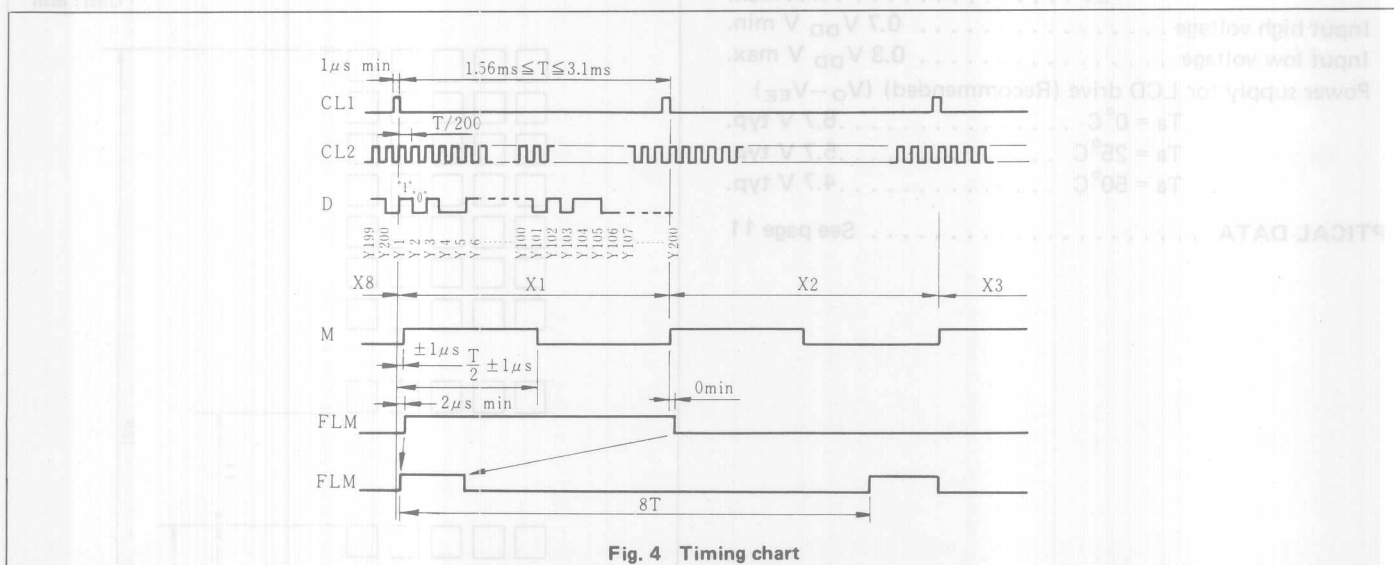 Input high voltage . . . . . . . . . . . . . . . . 0.7 VDD V min.
Input low voltage . . . . . . . . . . . . . . . . 0.3 VDD V max.
Power supply for LCD drive (Recommended) (VO—VEE)
Ta = 0°C . . . . . . . . . . . . . . . . V typ.
Ta = 25°C . . . . . . . . . . . . . . . . 5.7 V typ.
Ta = 50°C . . . . . . . . . . . . . . . . 4.7 V typ.
PTICAL DATA . . . . . . . . . . . . . . . . See page 11
1μs min
1.56ms≦T≦3.1ms
CL1
T/200
CL2
"1"
"0"
D
Y199
Y200
Y1
Y2
Y3
Y4
Y5
Y6
Y100
Y101
Y102
Y103
Y104
Y105
Y106
Y107
Y200
X8 X1 X2 X3
M
±1μs
T/2 ±1μs
2μs min
0min
FLM
FLM
8T
Fig. 4 Timing chart